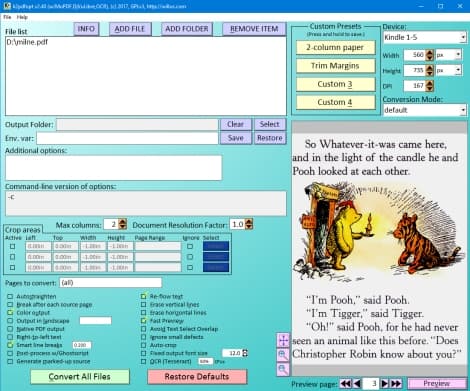 k2pdfopt v2.40 (w/MuPDF,DjVuLibre,OCR), (c) 2017, GPLv3, http://willus.com
File Help
File list
INFO
ADD FILE
ADD FOLDER
REMOVE ITEM
D:\milne.pdf
Output Folder:
Clear
Select
Env. var:
Save
Restore
Additional options:
Command-line version of options:
-c
Max columns: 2
Document Resolution Factor: 1.0
Crop areas
Active Left Top Width Height Page Range Ignore Select
0.00in 0.00in -1.00in -1.00in
0.00in 0.00in -1.00in -1.00in
0.00in 0.00in -1.00in -1.00in
Pages to convert: (all)
Autostraighten
Break after each source page
Color output
Output in landscape
Native PDF output
Right-to-left text
Smart line breaks 0.200
Post-process w/Ghostscript
Generate marked-up source
Re-flow text
Erase vertical lines
Erase horizontal lines
Fast Preview
Avoid Text Select Overlap
Ignore small defects
Auto-crop
Fixed output font size 12.0
OCR (Tesseract) 50% CPUs
Convert All Files
Restore Defaults
Custom Presets
(Press and hold to save.)
2-column paper
Trim Margins
Custom 3
Custom 4
Device:
Kindle 1-5
Width 560 px
Height 735 px
DPI 167
Conversion Mode:
default
So Whatever-it-was came here,
and in the light of the candle he and
Pooh looked at each other.
"I'm Pooh," said Pooh.
"I'm Tigger," said Tigger.
"Oh!" said Pooh, for he had never
seen an animal like this before. "Does
Christopher Robin know about you?"
Preview page: 3
Preview